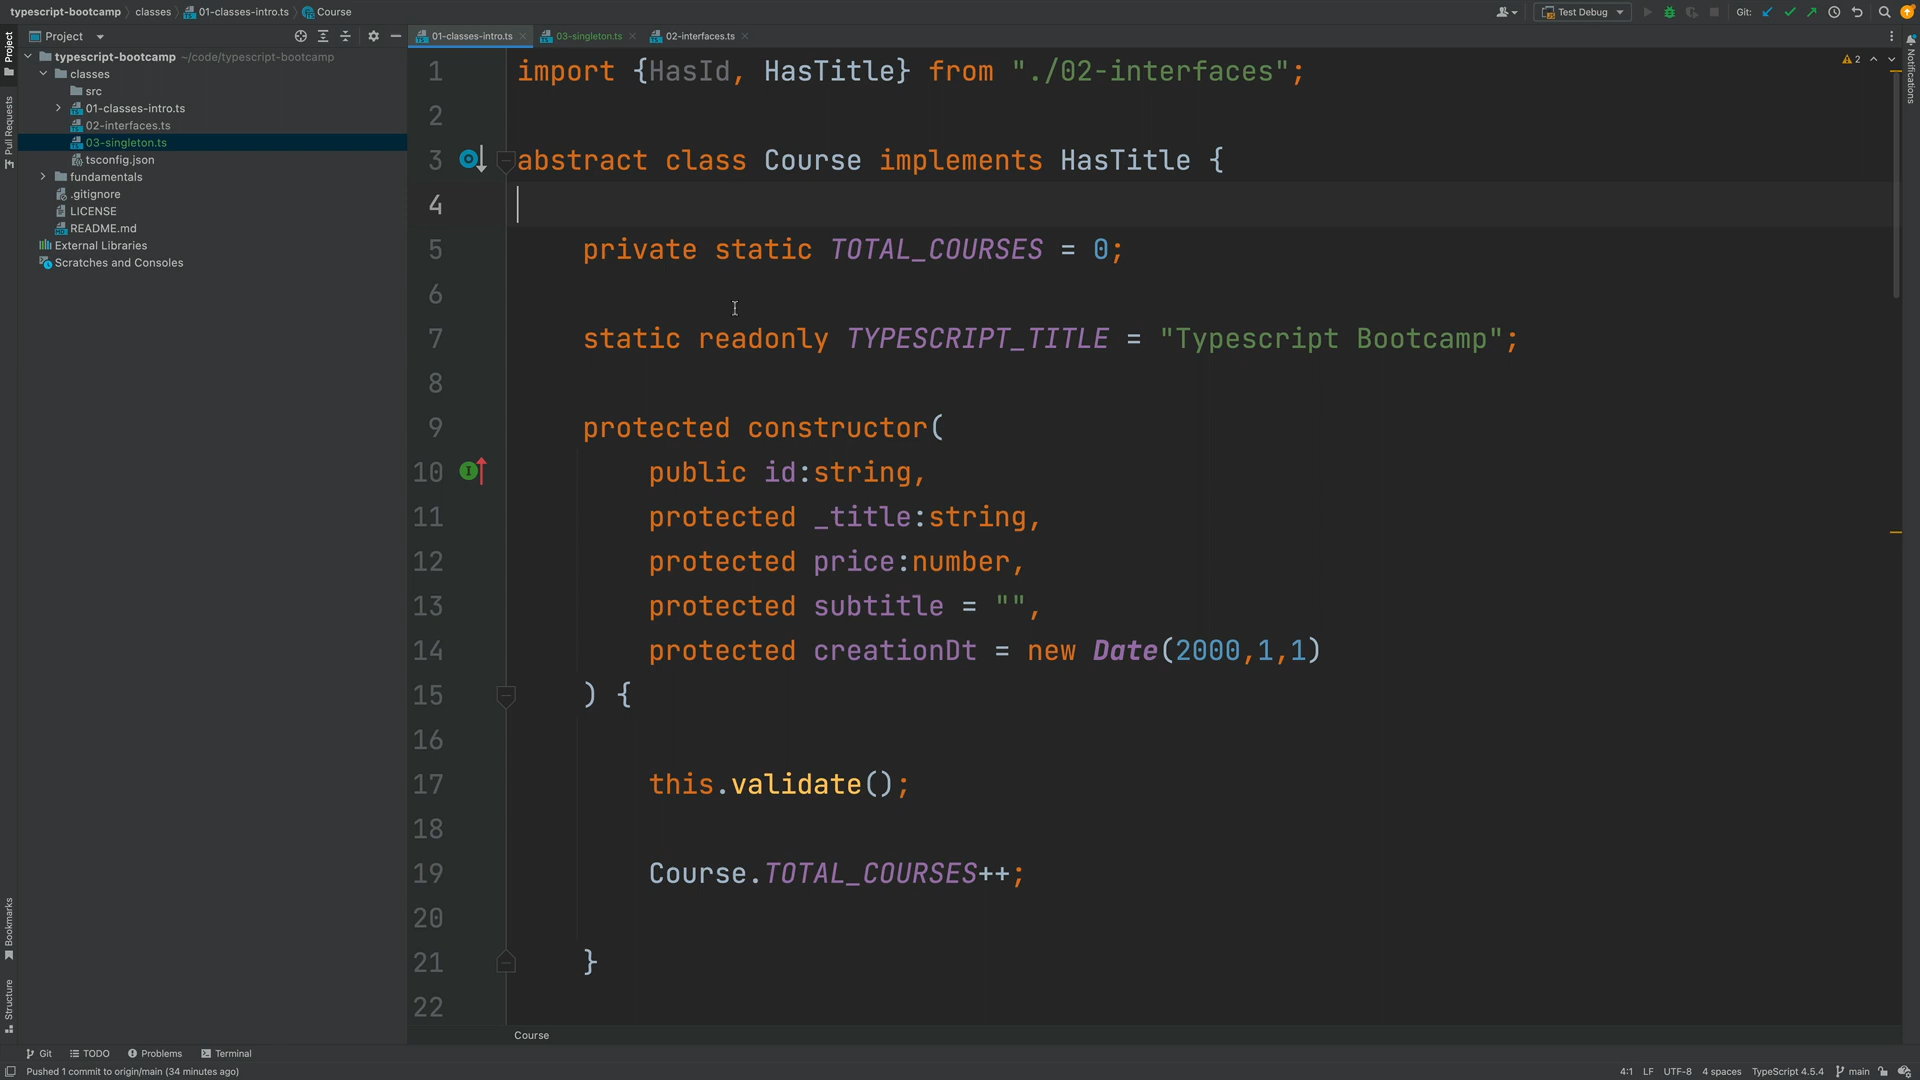 typescript-bootcamp classes 01-classes-intro.ts Course
Test Debug Git:
Project
Project
Pull Requests
Bookmarks
Structure
Notifications
typescript-bootcamp ~/code/typescript-bootcamp
classes
src
01-classes-intro.ts
02-interfaces.ts
03-singleton.ts
tsconfig.json
fundamentals
.gitignore
LICENSE
README.md
External Libraries
Scratches and Consoles
01-classes-intro.ts 03-singleton.ts 02-interfaces.ts
2
1 import {HasId, HasTitle} from "./02-interfaces";
2
3 abstract class Course implements HasTitle {
4
5 private static TOTAL_COURSES = 0;
6
7 static readonly TYPESCRIPT_TITLE = "Typescript Bootcamp";
8
9 protected constructor(
10 public id:string,
11 protected _title:string,
12 protected price:number,
13 protected subtitle = "",
14 protected creationDt = new Date(2000,1,1)
15 ) {
16
17 this.validate();
18
19 Course.TOTAL_COURSES++;
20
21 }
22
Course
Git TODO Problems Terminal
Pushed 1 commit to origin/main (34 minutes ago)
4:1 LF UTF-8 4 spaces TypeScript 4.5.4 main